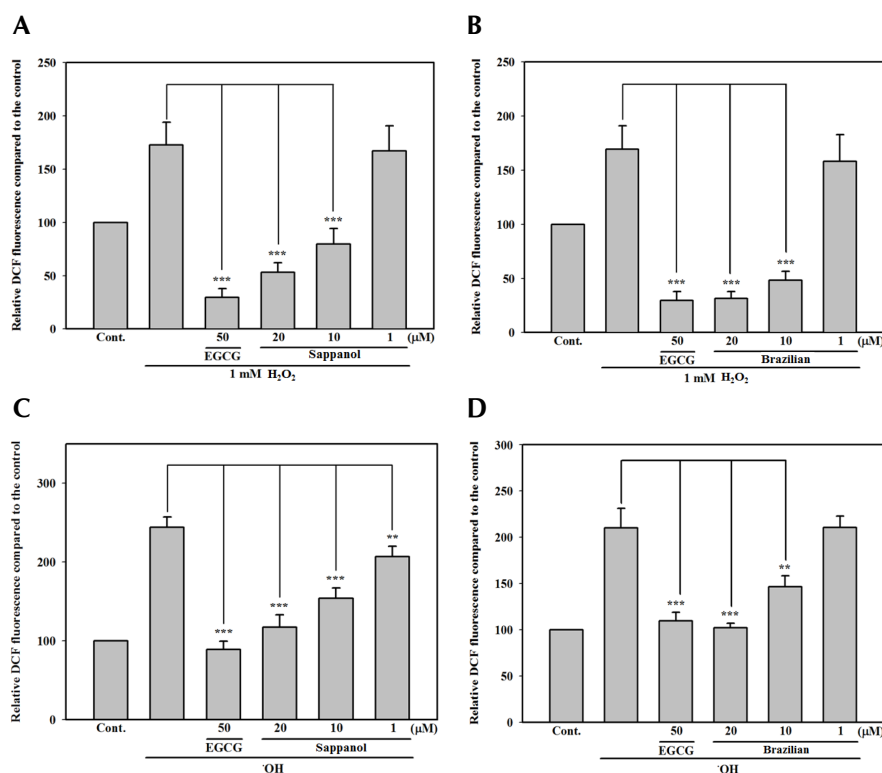 A
Relative DCF fluorescence compared to the control
250
200
150
100
50
0
***
***
***
Cont.
50
20
10
1
(μM)
EGCG
Sappanol
1 mM H₂O₂
B
Relative DCF fluorescence compared to the control
250
200
150
100
50
0
***
***
***
Cont.
50
20
10
1
(μM)
EGCG
Brazilian
1 mM H₂O₂
C
Relative DCF fluorescence compared to the control
300
200
100
0
***
***
***
**
Cont.
50
20
10
1
(μM)
EGCG
Sappanol
·OH
D
Relative DCF fluorescence compared to the control
300
250
200
150
100
50
0
***
***
**
Cont.
50
20
10
1
(μM)
EGCG
Brazilian
·OH